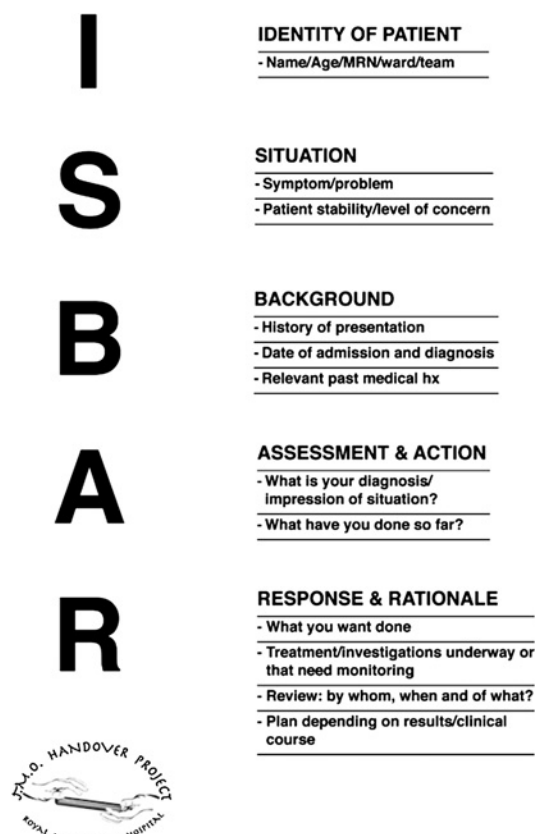 I
IDENTITY OF PATIENT
- Name/Age/MRN/ward/team
S
SITUATION
- Symptom/problem
- Patient stability/level of concern
B
BACKGROUND
- History of presentation
- Date of admission and diagnosis
- Relevant past medical hx
A
ASSESSMENT & ACTION
- What is your diagnosis/
impression of situation?
- What have you done so far?
R
RESPONSE & RATIONALE
- What you want done
- Treatment/investigations underway or
that need monitoring
- Review: by whom, when and of what?
- Plan depending on results/clinical
course
J.M.O. HANDOVER PROJECT
ROYAL HOSPITAL